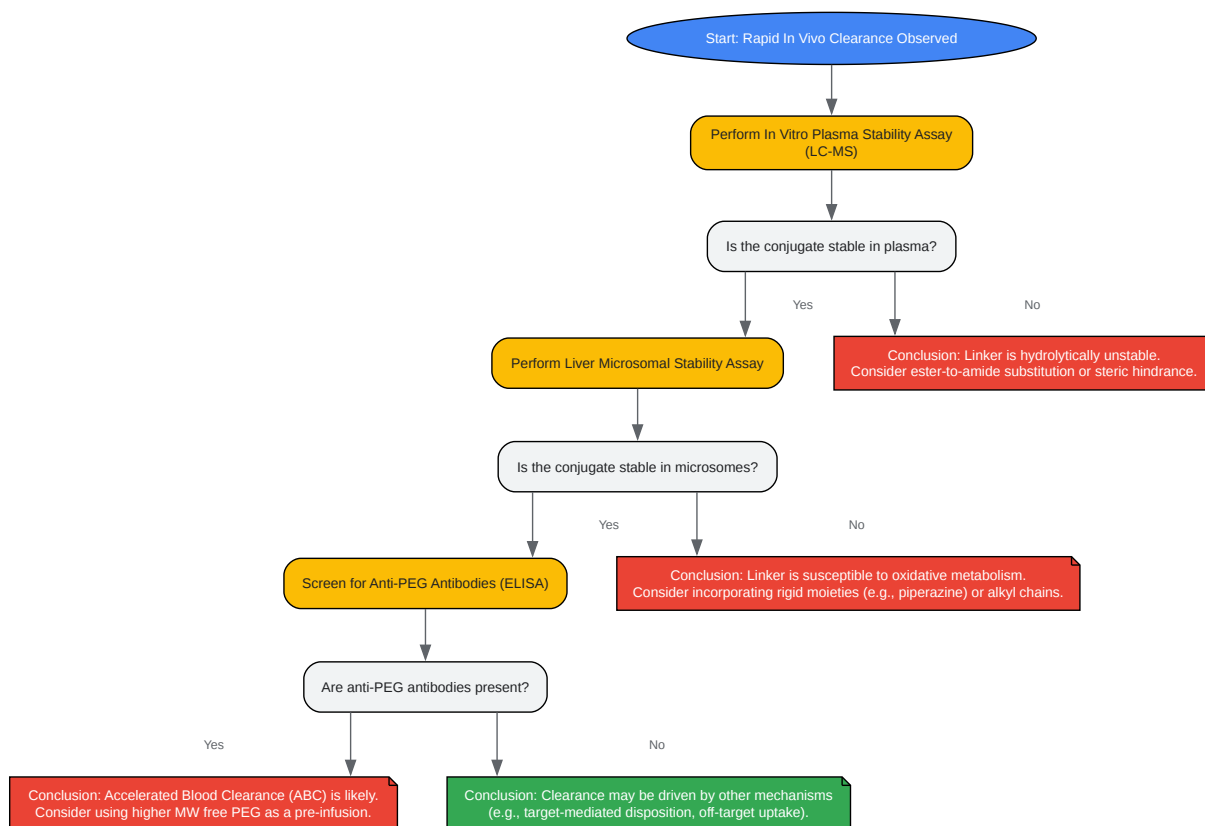 Start: Rapid In Vivo Clearance Observed
Perform In Vitro Plasma Stability Assay
(LC-MS)
Is the conjugate stable in plasma?
Yes
No
Perform Liver Microsomal Stability Assay
Conclusion: Linker is hydrolytically unstable.
Consider ester-to-amide substitution or steric hindrance.
Is the conjugate stable in microsomes?
Yes
No
Screen for Anti-PEG Antibodies (ELISA)
Conclusion: Linker is susceptible to oxidative metabolism.
Consider incorporating rigid moieties (e.g., piperazine) or alkyl chains.
Are anti-PEG antibodies present?
Yes
No
Conclusion: Accelerated Blood Clearance (ABC) is likely.
Consider using higher MW free PEG as a pre-infusion.
Conclusion: Clearance may be driven by other mechanisms
(e.g., target-mediated disposition, off-target uptake).